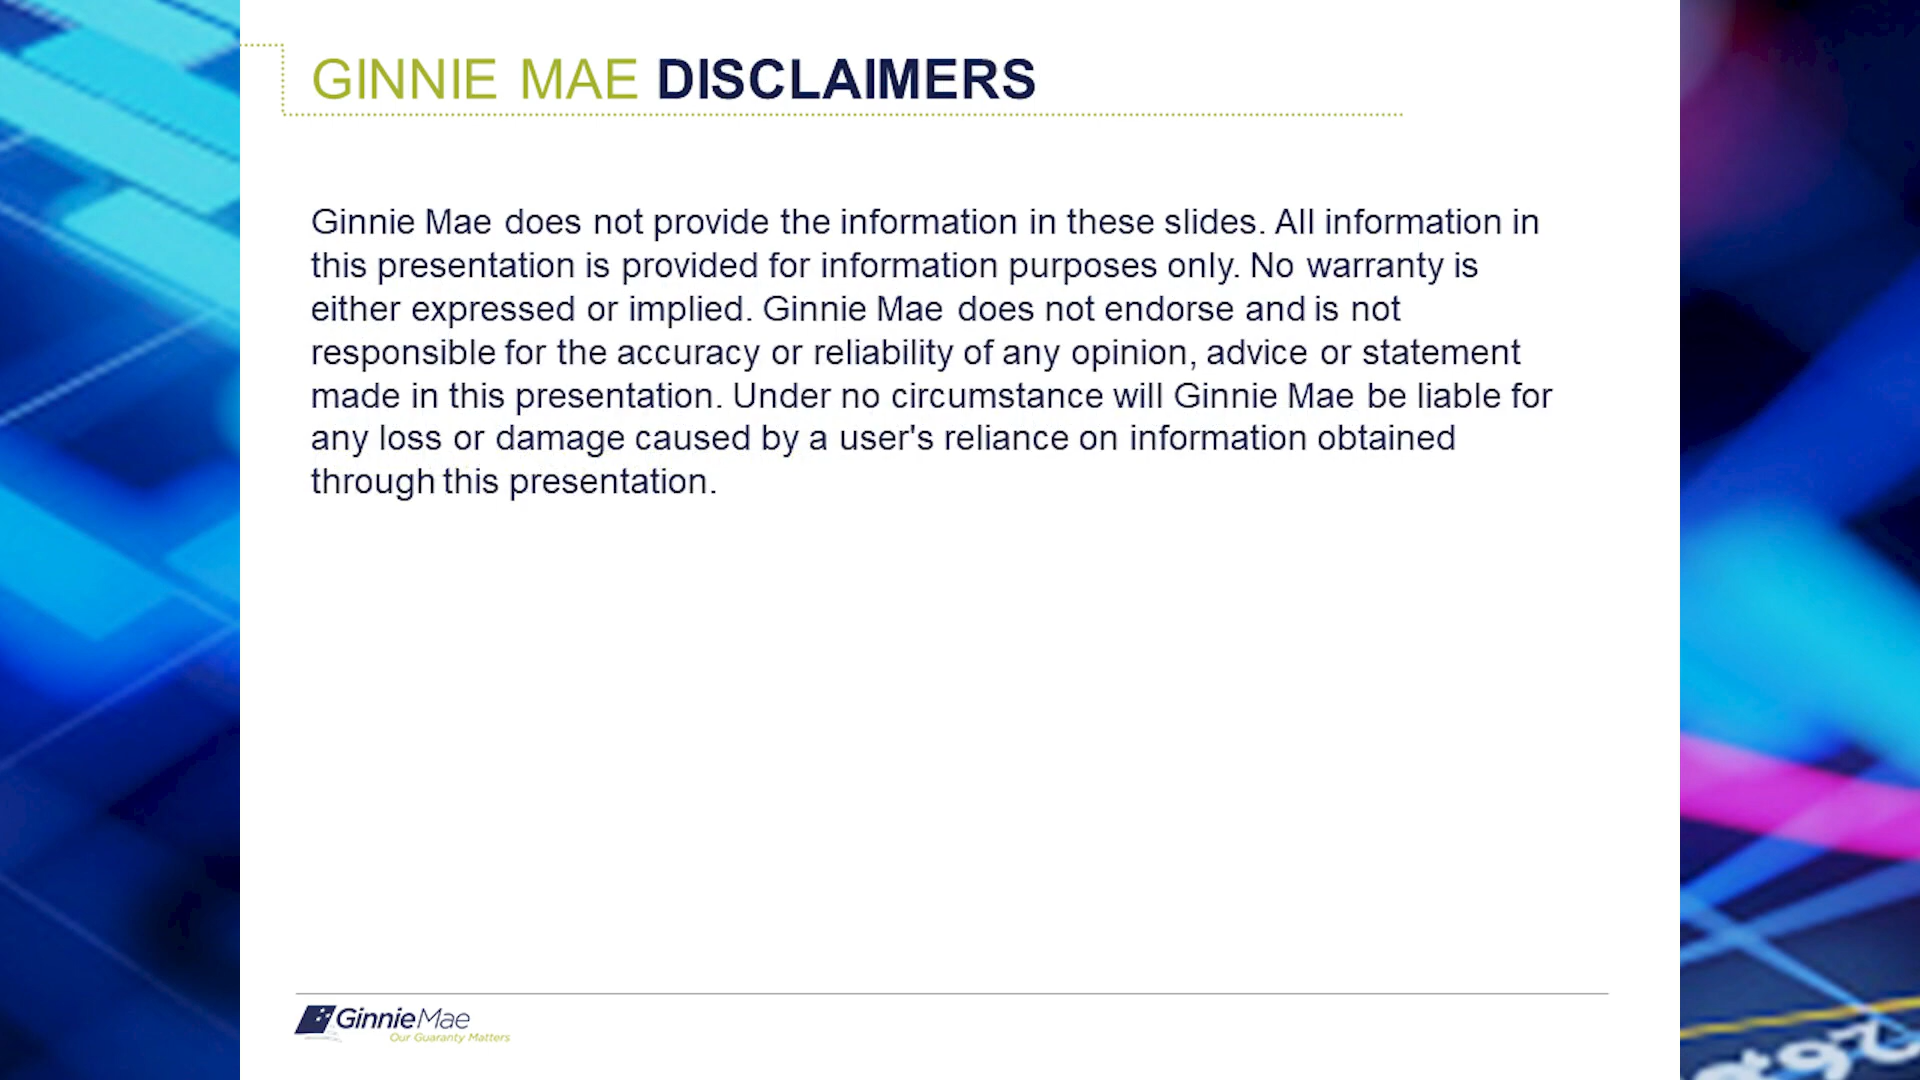 GINNIE MAE DISCLAIMERS
Ginnie Mae does not provide the information in these slides. All information in
this presentation is provided for information purposes only. No warranty is
either expressed or implied. Ginnie Mae does not endorse and is not
responsible for the accuracy or reliability of any opinion, advice or statement
made in this presentation. Under no circumstance will Ginnie Mae be liable for
any loss or damage caused by a user's reliance on information obtained
through this presentation.
GinnieMae
Our Guaranty Matters